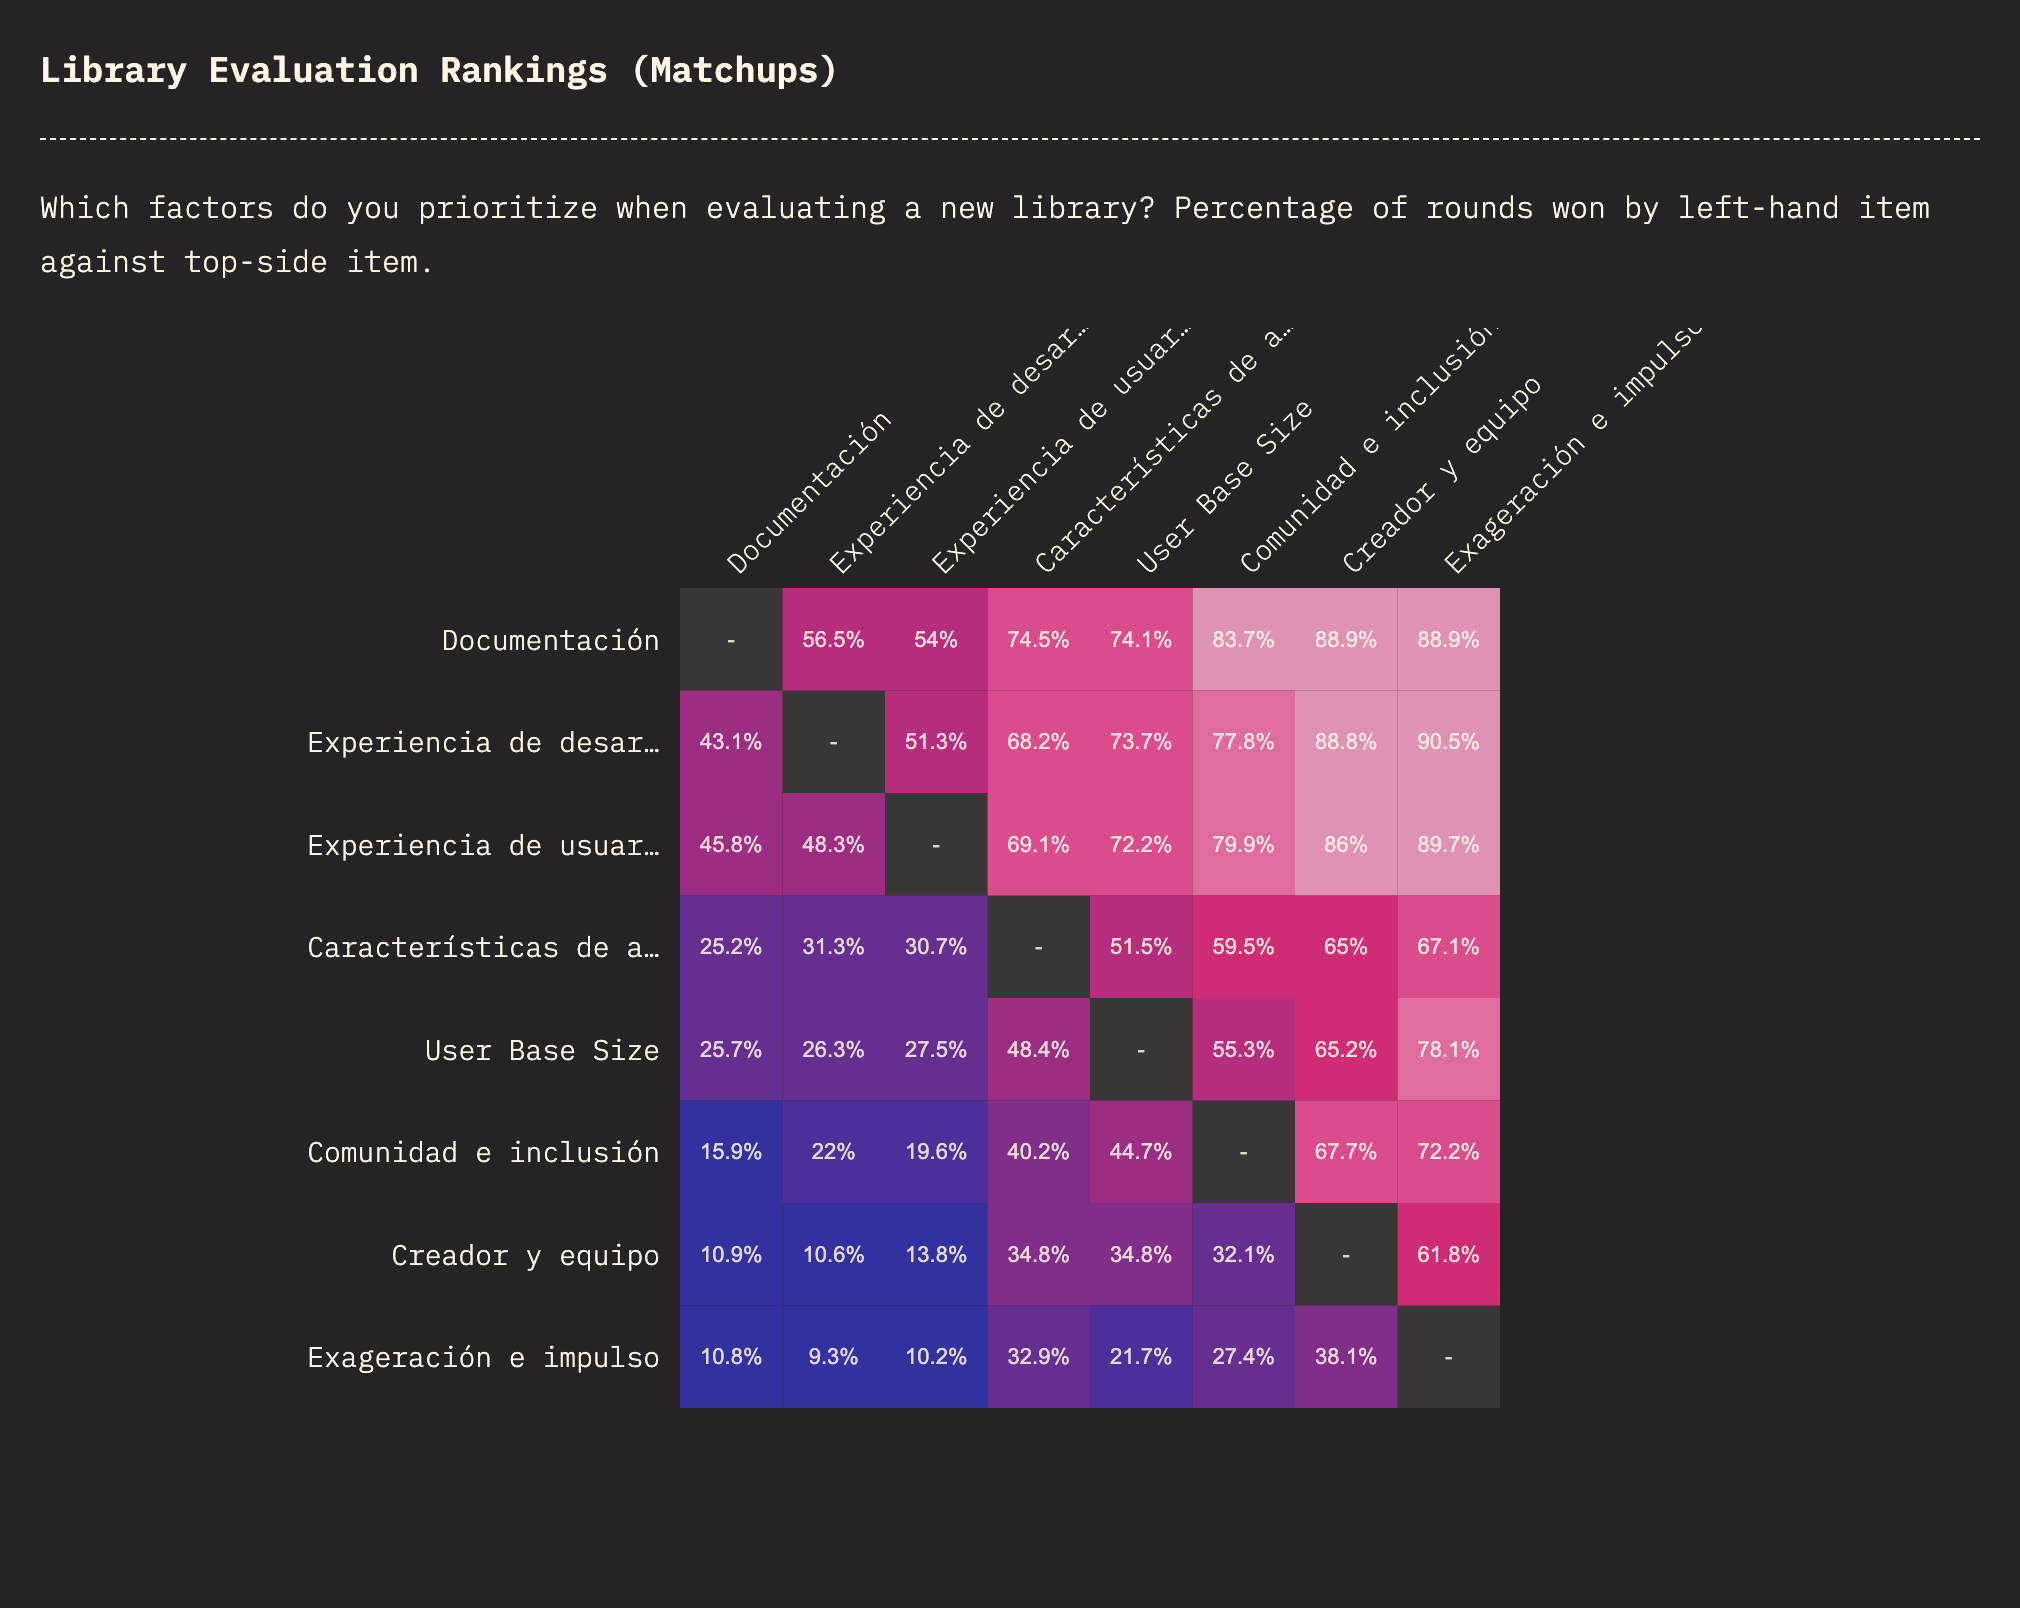 Library Evaluation Rankings (Matchups)
Which factors do you prioritize when evaluating a new library? Percentage of rounds won by left-hand item
against top-side item.
Documentación
Experiencia de desar…
Experiencia de usuar…
Características de a…
User Base Size
Comunidad e inclusión
Creador y equipo
Exageración e impulso
Documentación - 56.5% 54% 74.5% 74.1% 83.7% 88.9% 88.9%
Experiencia de desar… 43.1% - 51.3% 68.2% 73.7% 77.8% 88.8% 90.5%
Experiencia de usuar… 45.8% 48.3% - 69.1% 72.2% 79.9% 86% 89.7%
Características de a… 25.2% 31.3% 30.7% - 51.5% 59.5% 65% 67.1%
User Base Size 25.7% 26.3% 27.5% 48.4% - 55.3% 65.2% 78.1%
Comunidad e inclusión 15.9% 22% 19.6% 40.2% 44.7% - 67.7% 72.2%
Creador y equipo 10.9% 10.6% 13.8% 34.8% 34.8% 32.1% - 61.8%
Exageración e impulso 10.8% 9.3% 10.2% 32.9% 21.7% 27.4% 38.1% -